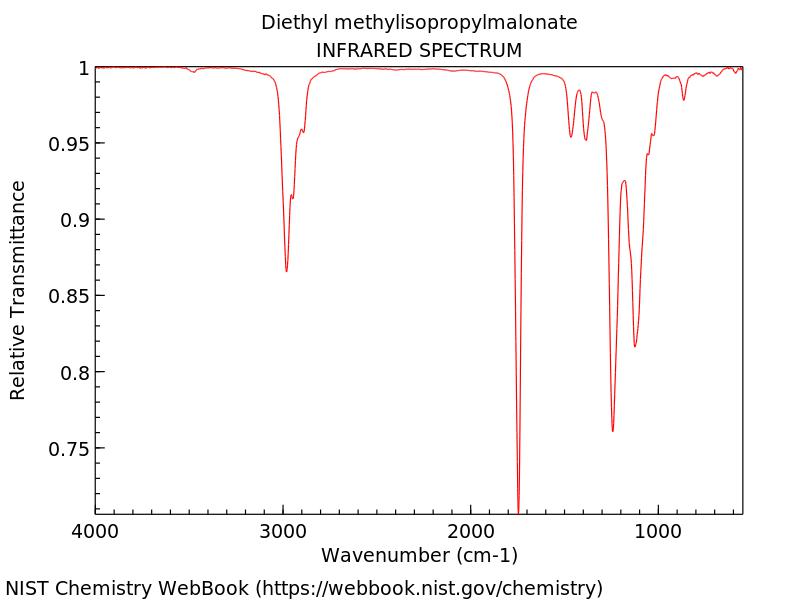 Diethyl methylisopropylmalonate
INFRARED SPECTRUM
1
0.95
0.9
0.85
0.8
0.75
Relative Transmittance
4000 3000 2000 1000
Wavenumber (cm-1)
NIST Chemistry WebBook (https://webbook.nist.gov/chemistry)